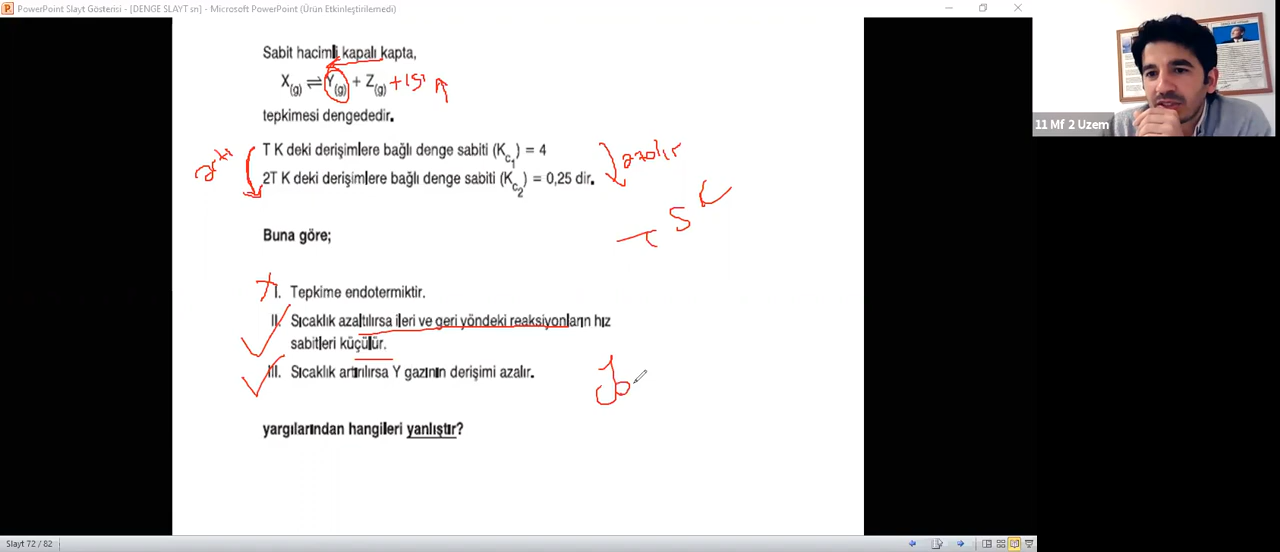 PowerPoint Slayt Gösterisi - [DENGE SLAYT sn] - Microsoft PowerPoint (Ürün Etkinleştirilemedi)
Sabit hacimli kapalı kapta,
X(g) ⇌ Y(g) + Z(g) + ısı ↑
tepkimesi dengededir.
T K deki derişimlere bağlı denge sabiti (Kc1) = 4
2T K deki derişimlere bağlı denge sabiti (Kc2) = 0,25 dir.
arttı
azalır
Buna göre;
I. Tepkime endotermiktir.
II. Sıcaklık azaltılırsa ileri ve geri yöndeki reaksiyonların hız
sabitleri küçülür.
III. Sıcaklık artırılırsa Y gazının derişimi azalır.
yargılarından hangileri yanlıştır?
11 Mf 2 Uzem
Slayt 72 / 82